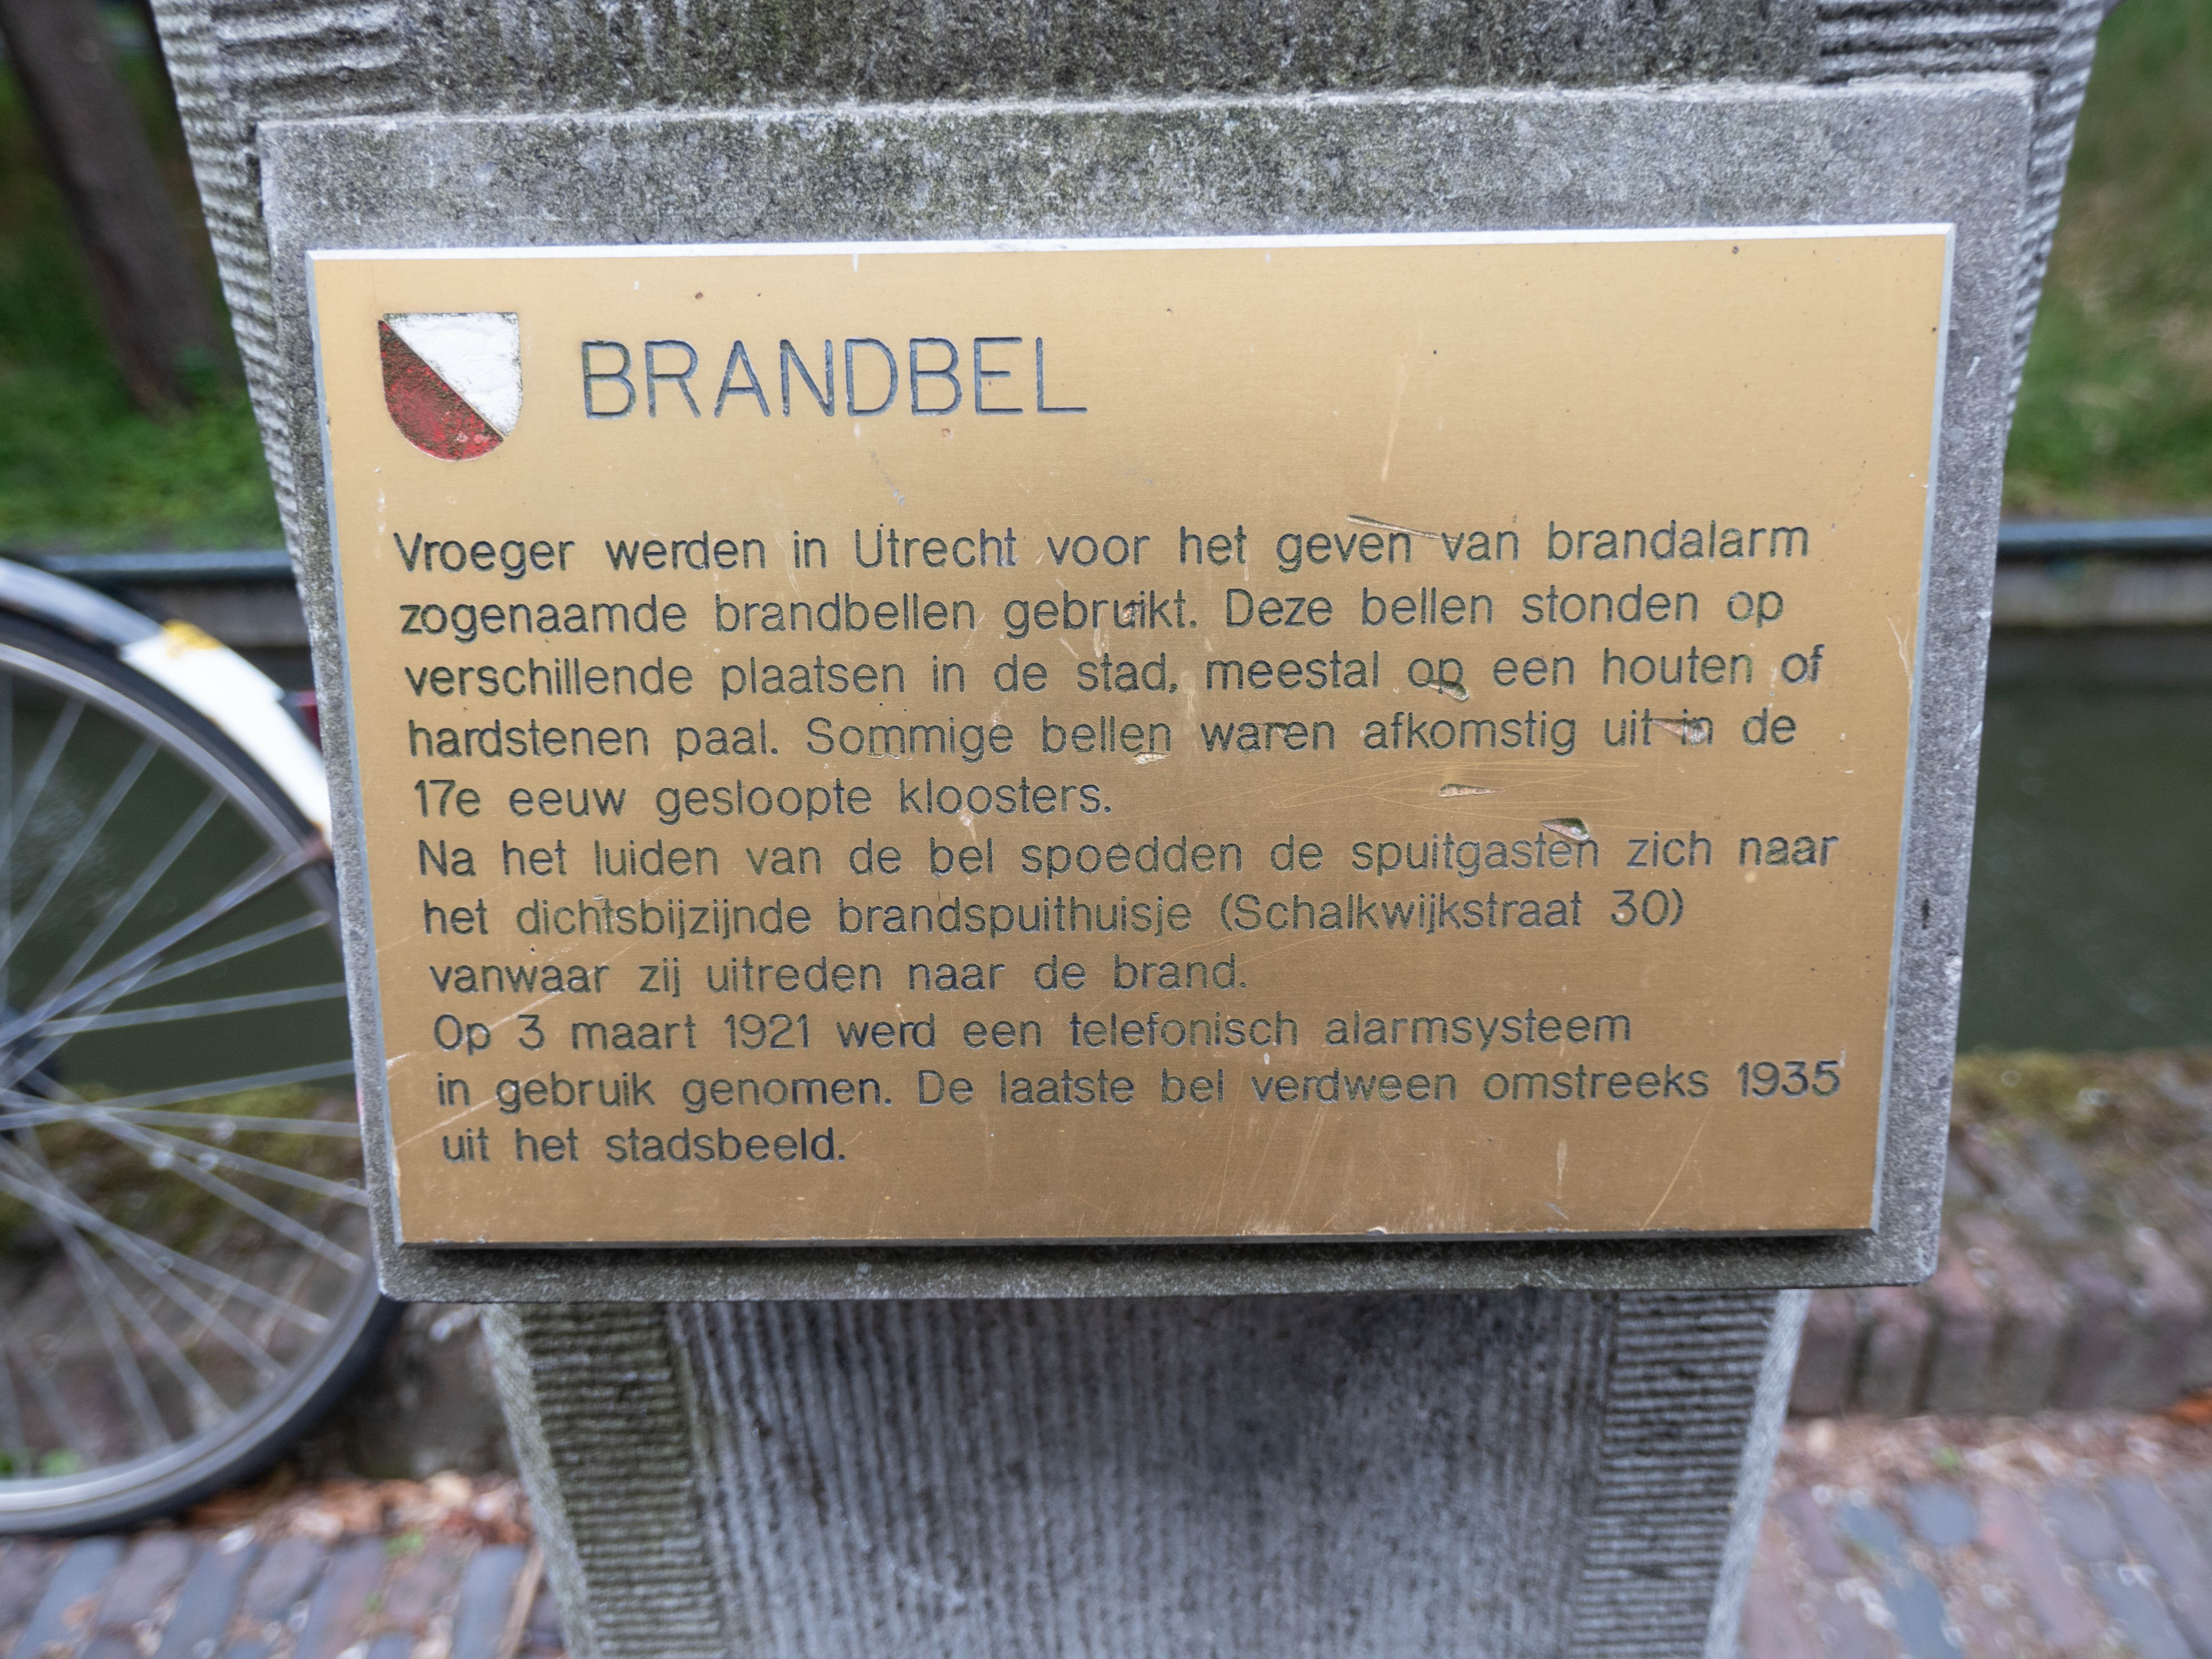 BRANDBEL
Vroeger werden in Utrecht voor het geven van brandalarm
zogenaamde brandbellen gebruikt. Deze bellen stonden op
verschillende plaatsen in de stad, meestal op een houten of
hardstenen paal. Sommige bellen waren afkomstig uit in de
17e eeuw gesloopte kloosters.
Na het luiden van de bel spoedden de spuitgasten zich naar
het dichtsbijzijnde brandspuithuisje (Schalkwijkstraat 30)
vanwaar zij uitreden naar de brand.
Op 3 maart 1921 werd een telefonisch alarmsysteem
in gebruik genomen. De laatste bel verdween omstreeks 1935
uit het stadsbeeld.